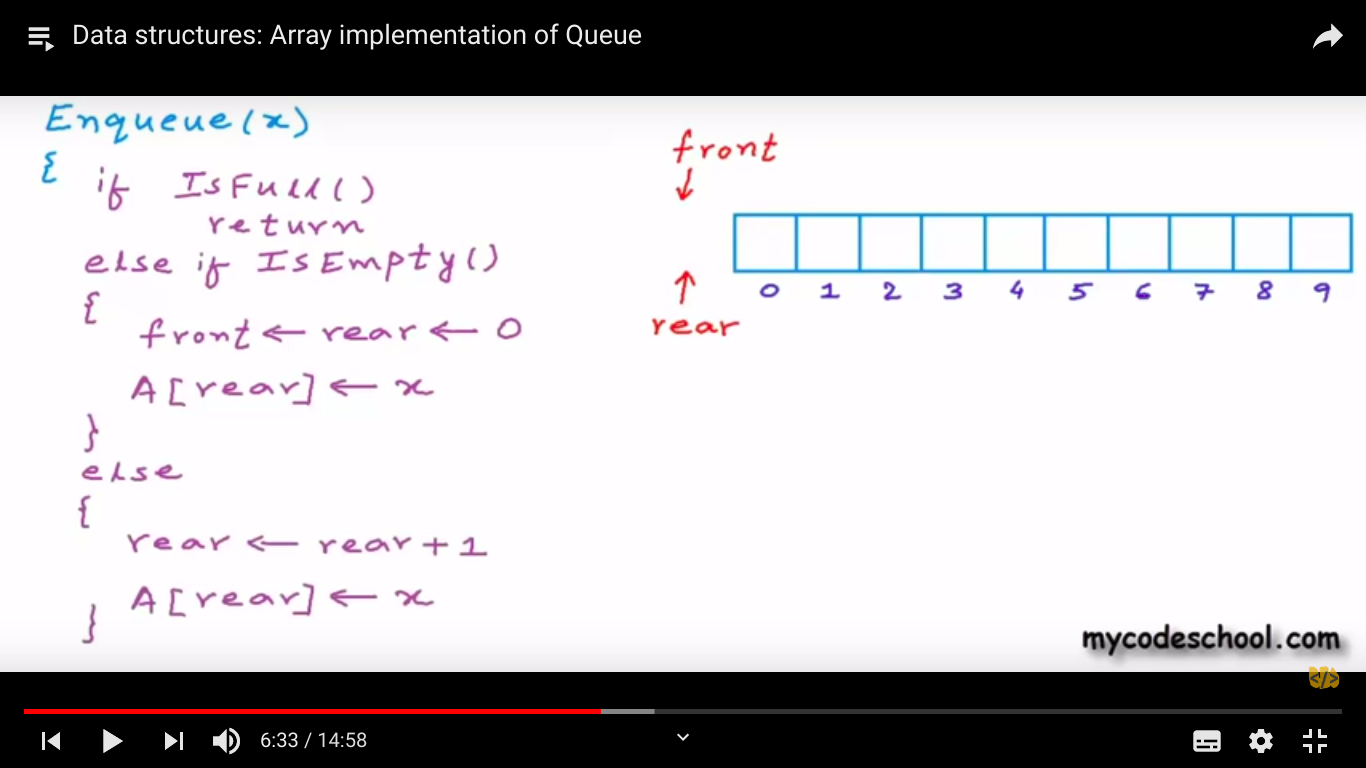 Data structures: Array implementation of Queue
Enqueue(x)
{
if IsFull()
return
else if IsEmpty()
{
front ← rear ← 0
A[rear] ← x
}
else
{
rear ← rear + 1
A[rear] ← x
}
front
↓
0 1 2 3 4 5 6 7 8 9
↑
rear
mycodeschool.com
</>
6:33 / 14:58